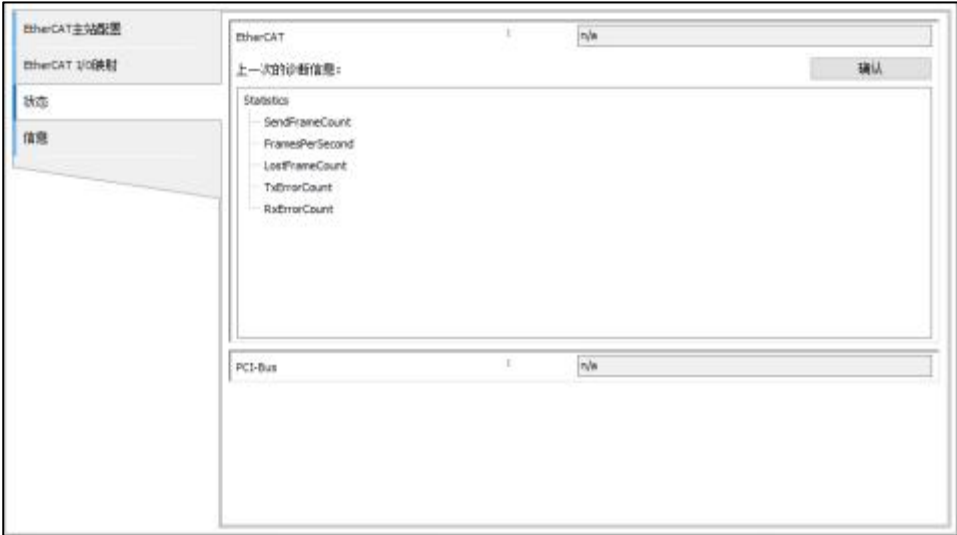 EtherCAT主站配置
EtherCAT I/O映射
状态
信息
EtherCAT : n/a
上一次的诊断信息: 确认
Statistics
SendFrameCount
FramesPerSecond
LostFrameCount
TxErrorCount
RxErrorCount
PCI-Bus : n/a